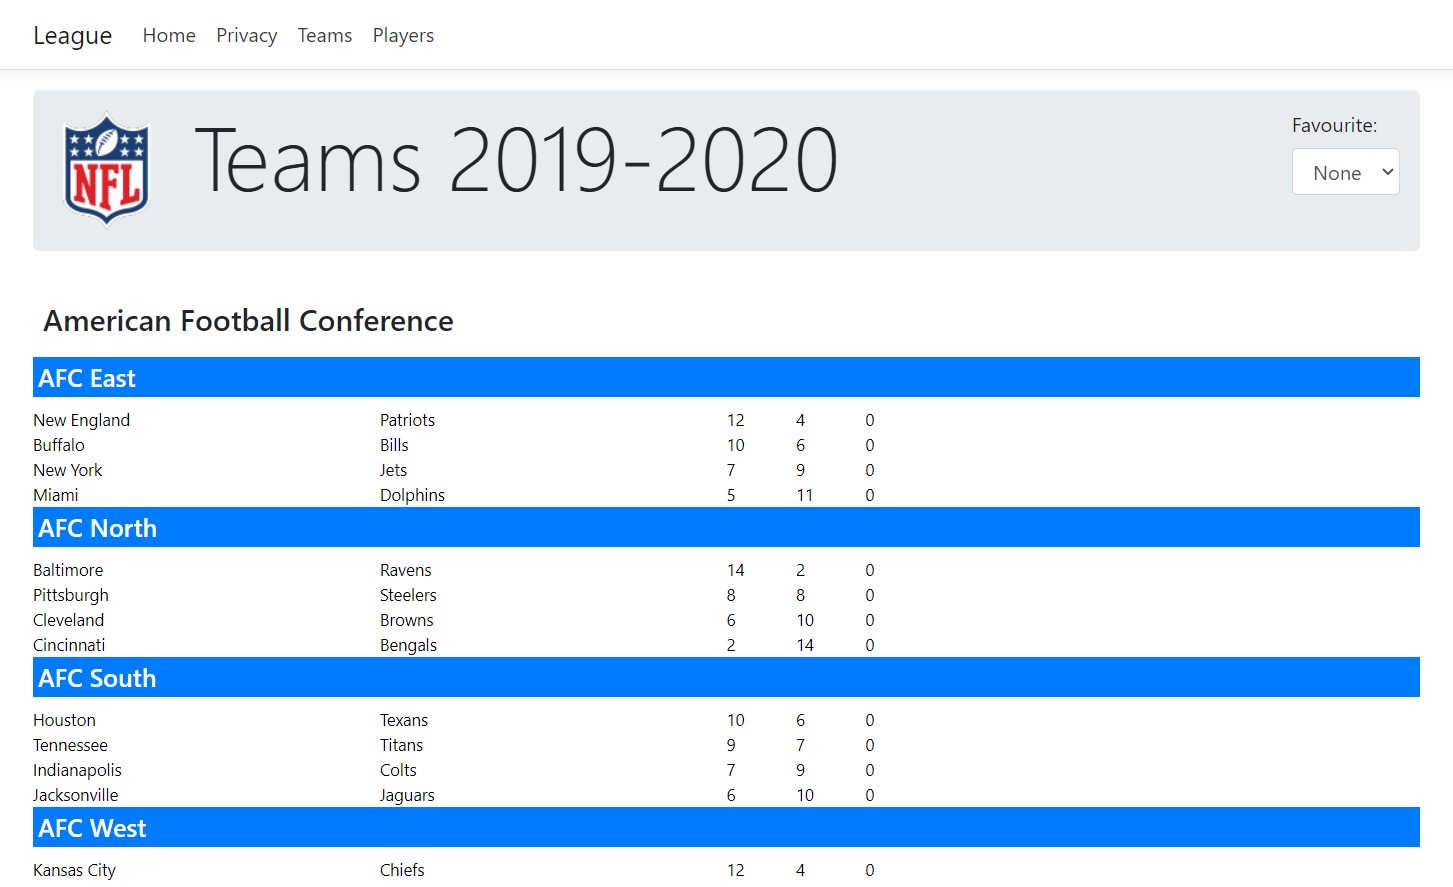 League Home Privacy Teams Players
NFL
Teams 2019-2020
Favourite:
None
American Football Conference
AFC East
New England Patriots 12 4 0
Buffalo Bills 10 6 0
New York Jets 7 9 0
Miami Dolphins 5 11 0
AFC North
Baltimore Ravens 14 2 0
Pittsburgh Steelers 8 8 0
Cleveland Browns 6 10 0
Cincinnati Bengals 2 14 0
AFC South
Houston Texans 10 6 0
Tennessee Titans 9 7 0
Indianapolis Colts 7 9 0
Jacksonville Jaguars 6 10 0
AFC West
Kansas City Chiefs 12 4 0